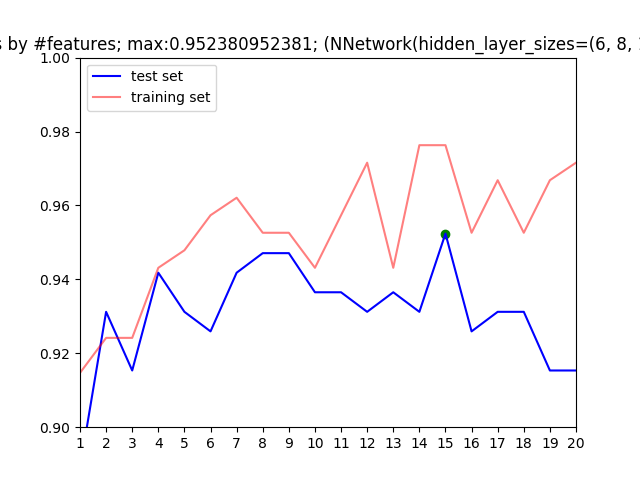 by #features; max:0.952380952381; (NNetwork(hidden_layer_sizes=(6, 8,
1.00
test set
training set
0.98
0.96
0.94
0.92
0.90
1 2 3 4 5 6 7 8 9 10 11 12 13 14 15 16 17 18 19 20